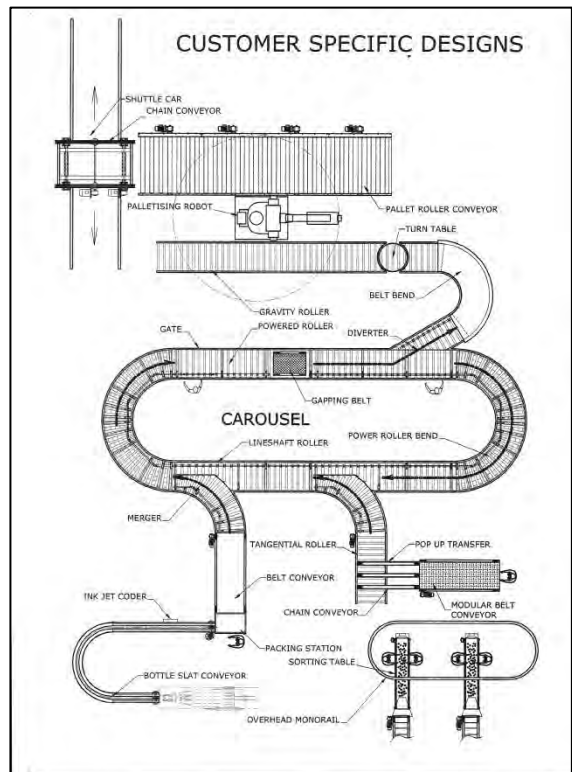 CUSTOMER SPECIFIC DESIGNS
SHUTTLE CAR
CHAIN CONVEYOR
PALLETISING ROBOT
PALLET ROLLER CONVEYOR
TURN TABLE
BELT BEND
GRAVITY ROLLER
POWERED ROLLER
GATE
DIVERTER
GAPPING BELT
CAROUSEL
LINESHAFT ROLLER
POWER ROLLER BEND
MERGER
TANGENTIAL ROLLER
POP UP TRANSFER
BELT CONVEYOR
INK JET CODER
CHAIN CONVEYOR
MODULAR BELT
CONVEYOR
PACKING STATION
SORTING TABLE
BOTTLE SLAT CONVEYOR
OVERHEAD MONORAIL